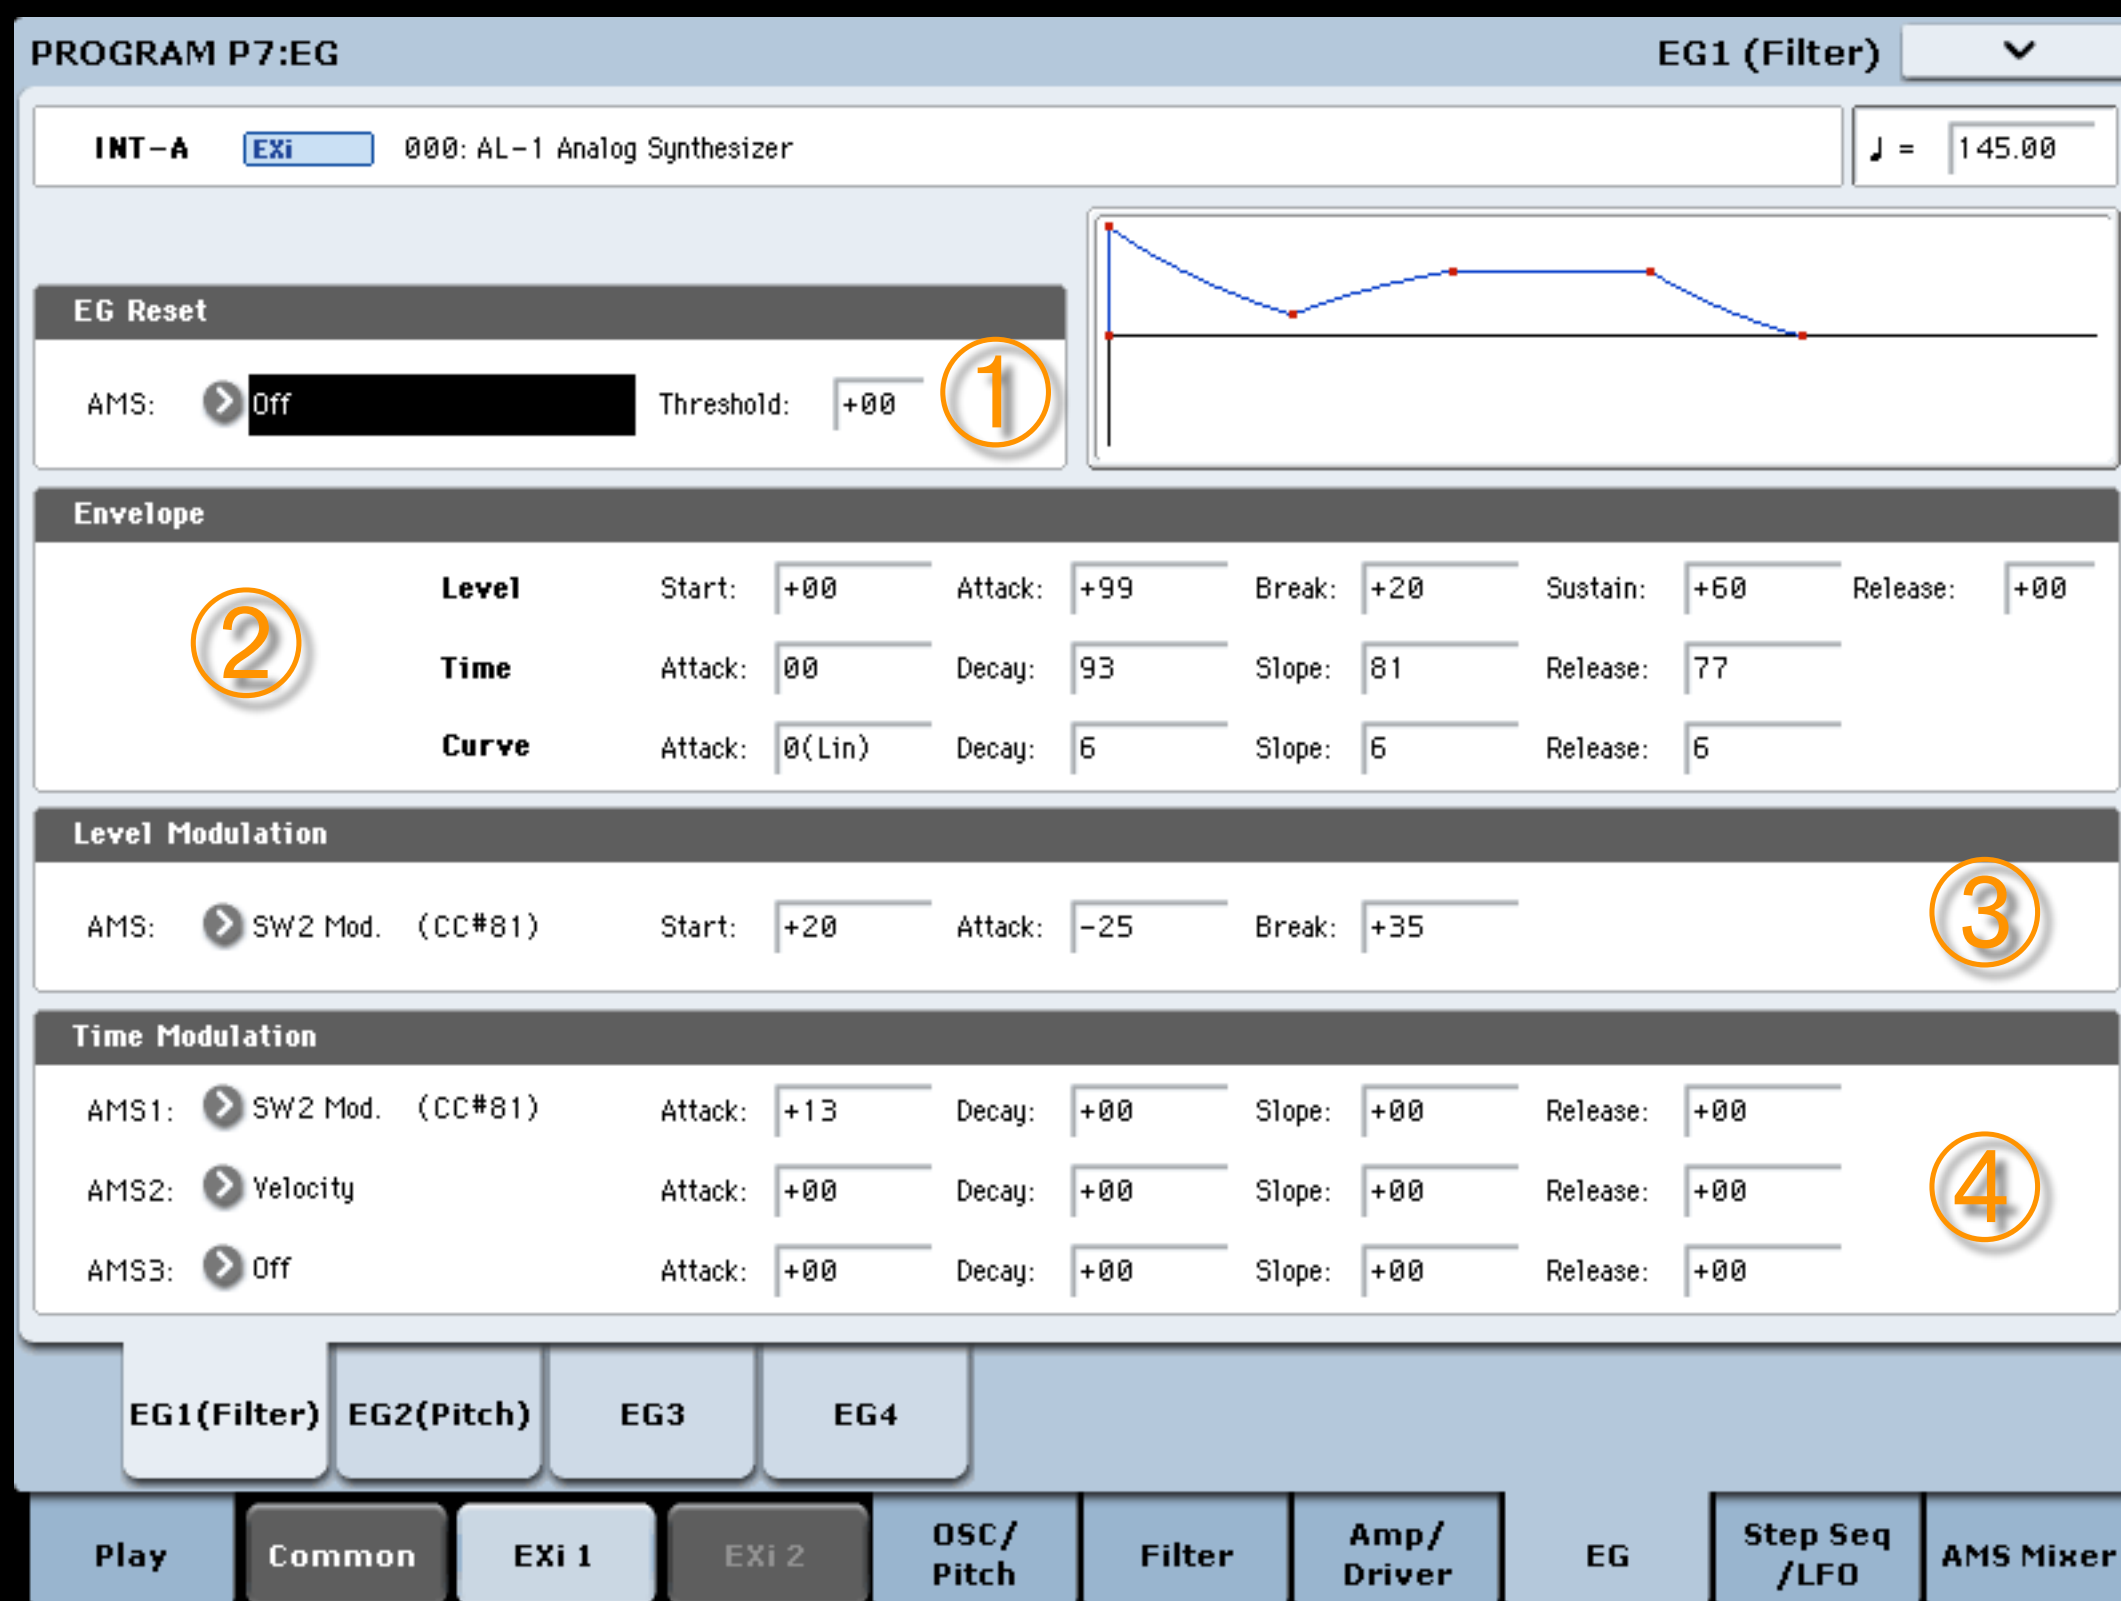 PROGRAM P7:EG EG1 (Filter)
INT-A EXi 000: AL-1 Analog Synthesizer ♩ = 145.00
EG Reset
AMS: Off Threshold: +00 ①
Envelope
② Level Start: +00 Attack: +99 Break: +20 Sustain: +60 Release: +00
Time Attack: 00 Decay: 93 Slope: 81 Release: 77
Curve Attack: 0(Lin) Decay: 6 Slope: 6 Release: 6
Level Modulation
AMS: SW2 Mod. (CC#81) Start: +20 Attack: -25 Break: +35 ③
Time Modulation
AMS1: SW2 Mod. (CC#81) Attack: +13 Decay: +00 Slope: +00 Release: +00
AMS2: Velocity Attack: +00 Decay: +00 Slope: +00 Release: +00 ④
AMS3: Off Attack: +00 Decay: +00 Slope: +00 Release: +00
EG1(Filter) EG2(Pitch) EG3 EG4
Play Common EXi 1 EXi 2 OSC/ Pitch Filter Amp/ Driver EG Step Seq /LFO AMS Mixer